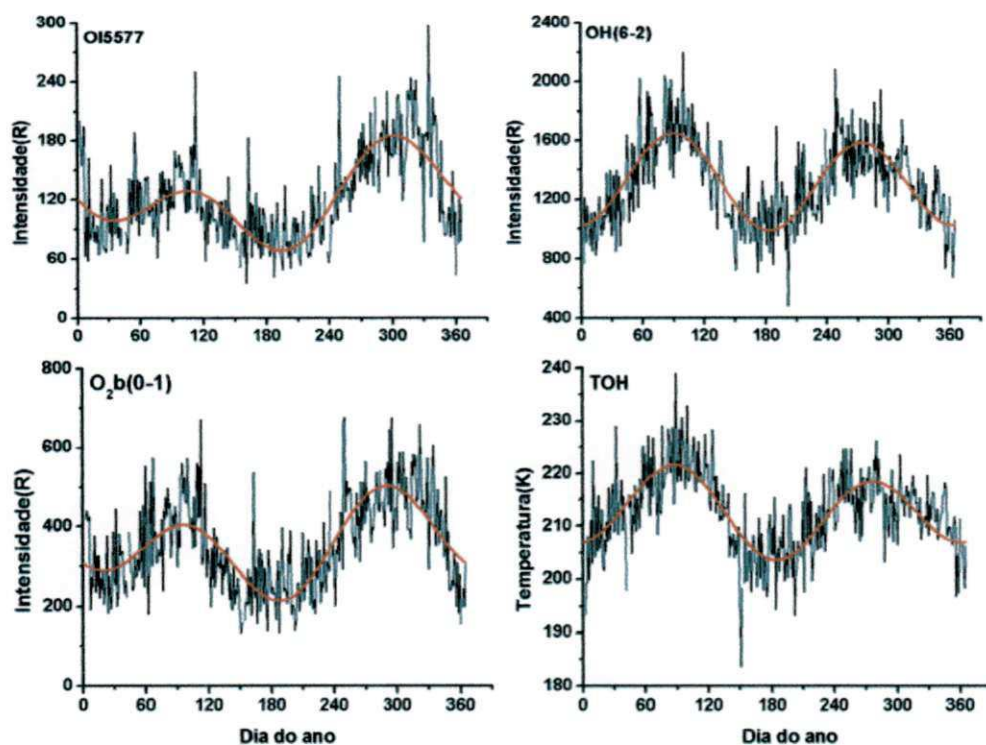 OI5577
Intensidade(R)
300
240
180
120
60
0
0 60 120 180 240 300 360
OH(6-2)
Intensidade(R)
2400
2000
1600
1200
800
400
0 60 120 180 240 300 360
O₂b(0-1)
Intensidade(R)
800
600
400
200
0
0 60 120 180 240 300 360
Dia do ano
TOH
Temperatura(K)
240
230
220
210
200
190
180
0 60 120 180 240 300 360
Dia do ano